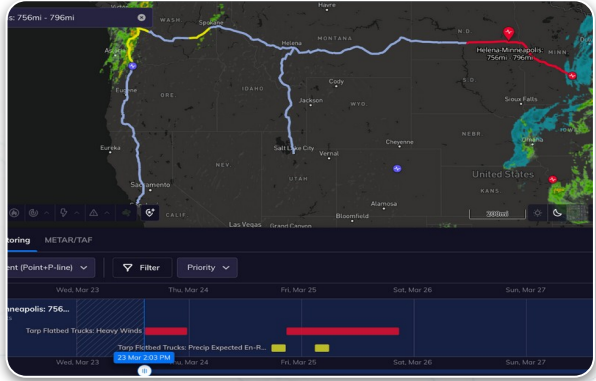 s: 756mi - 796mi
WASH.
Spokane
Havre
MONTANA
Helena
N.D.
Helena-Minneapolis:
756mi - 796mi
MINN.
Eugene
ORE.
IDAHO
Cody
Jackson
WYO.
S.D.
Sioux Falls
Eureka
Salt Lake City
Vernal
Cheyenne
NEBR.
Omaha
NEV.
UTAH
United States
Sacramento
KANS.
CALIF.
Alamosa
Bloomfield
200mi
Las Vegas
Grand Canyon
toring
METAR/TAF
ent (Point+P-line)
Filter
Priority
Wed, Mar 23
Thu, Mar 24
Fri, Mar 25
Sat, Mar 26
Sun, Mar 27
nneapolis: 756...
Tarp Flatbed Trucks: Heavy Winds
Tarp Flatbed Trucks: Precip Expected En-R...
23 Mar 2:03 PM
Wed, Mar 23
Thu, Mar 24
Fri, Mar 25
Sat, Mar 26
Sun, Mar 27